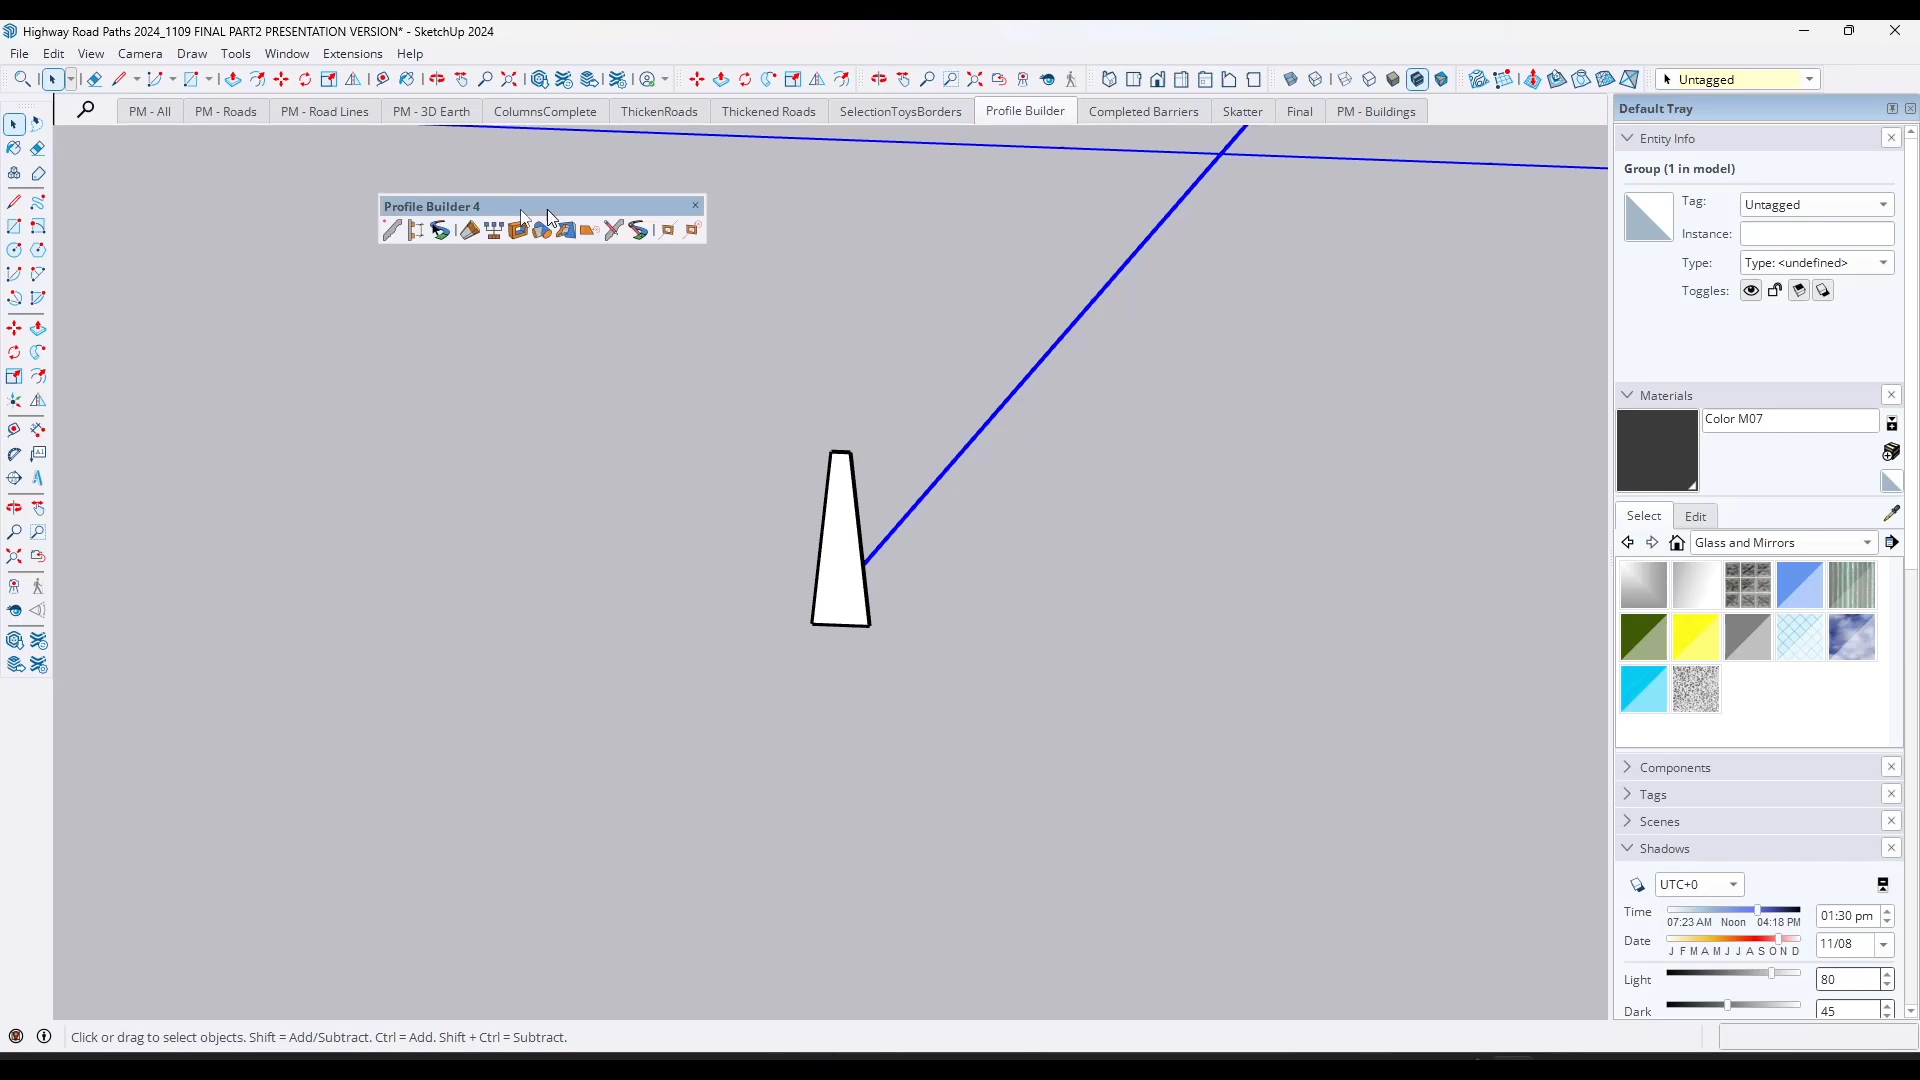 Highway Road Paths 2024_1109 FINAL PART2 PRESENTATION VERSION* - SketchUp 2024
File Edit View Camera Draw Tools Window Extensions Help
Untagged
PM - All PM - Roads PM - Road Lines PM - 3D Earth ColumnsComplete ThickenRoads Thickened Roads SelectionToysBorders Profile Builder Completed Barriers Skatter Final PM - Buildings
Default Tray
Entity Info
Group (1 in model)
Tag: Untagged
Instance:
Type: Type: <undefined>
Toggles:
Profile Builder 4
Materials
Color M07
Select Edit
Glass and Mirrors
Components
Tags
Scenes
Shadows
UTC+0
Time 07:23 AM Noon 04:18 PM 01:30 pm
Date J F M A M J J A S O N D 11/08
Light 80
Dark 45
Click or drag to select objects. Shift = Add/Subtract. Ctrl = Add. Shift + Ctrl = Subtract.